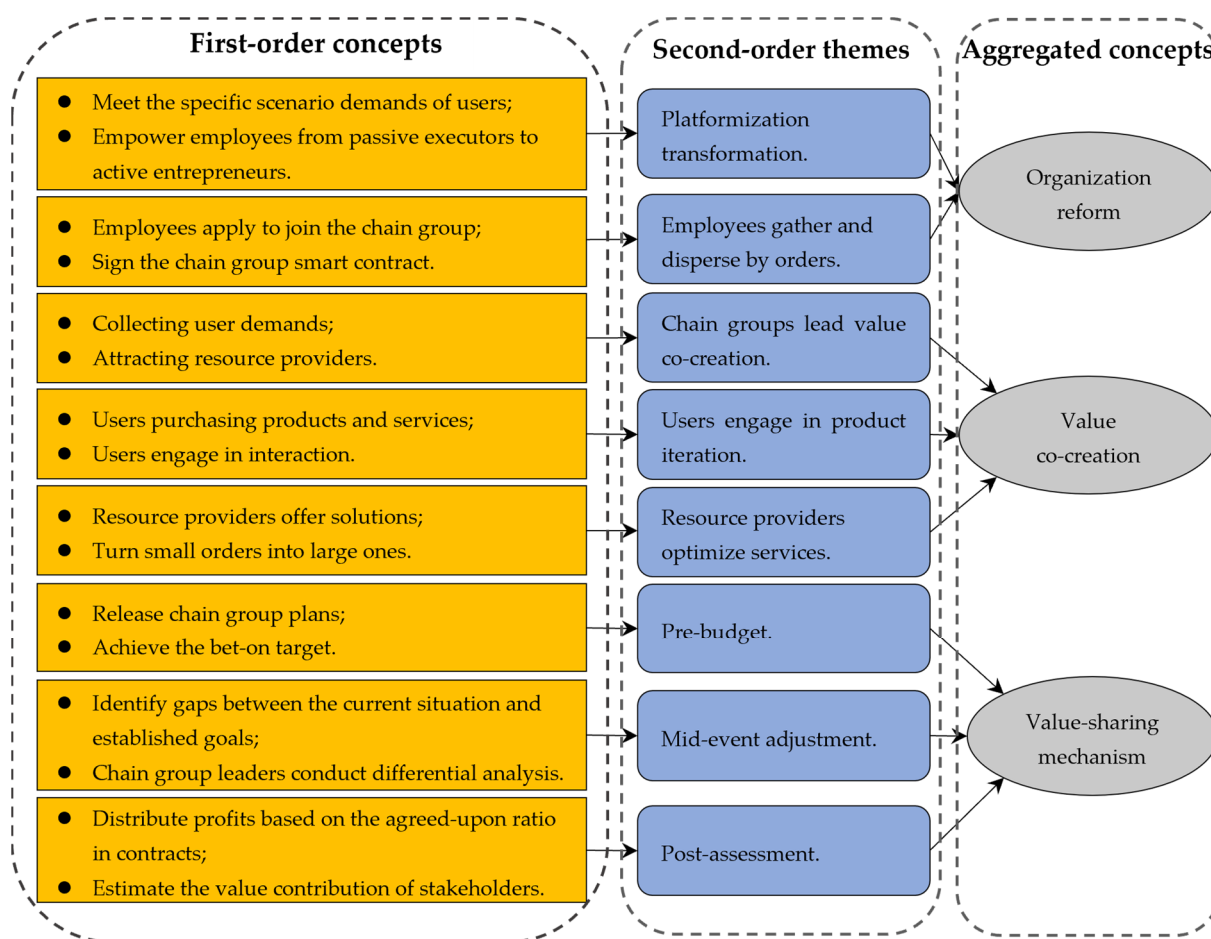 First-order concepts
Second-order themes
Aggregated concepts
● Meet the specific scenario demands of users;
● Empower employees from passive executors to
active entrepreneurs.
Platformization
transformation.
Organization
reform
● Employees apply to join the chain group;
● Sign the chain group smart contract.
Employees gather and
disperse by orders.
● Collecting user demands;
● Attracting resource providers.
Chain groups lead value
co-creation.
● Users purchasing products and services;
● Users engage in interaction.
Users engage in product
iteration.
Value
co-creation
● Resource providers offer solutions;
● Turn small orders into large ones.
Resource providers
optimize services.
● Release chain group plans;
● Achieve the bet-on target.
Pre-budget.
● Identify gaps between the current situation and
established goals;
● Chain group leaders conduct differential analysis.
Mid-event adjustment.
Value-sharing
mechanism
● Distribute profits based on the agreed-upon ratio
in contracts;
● Estimate the value contribution of stakeholders.
Post-assessment.